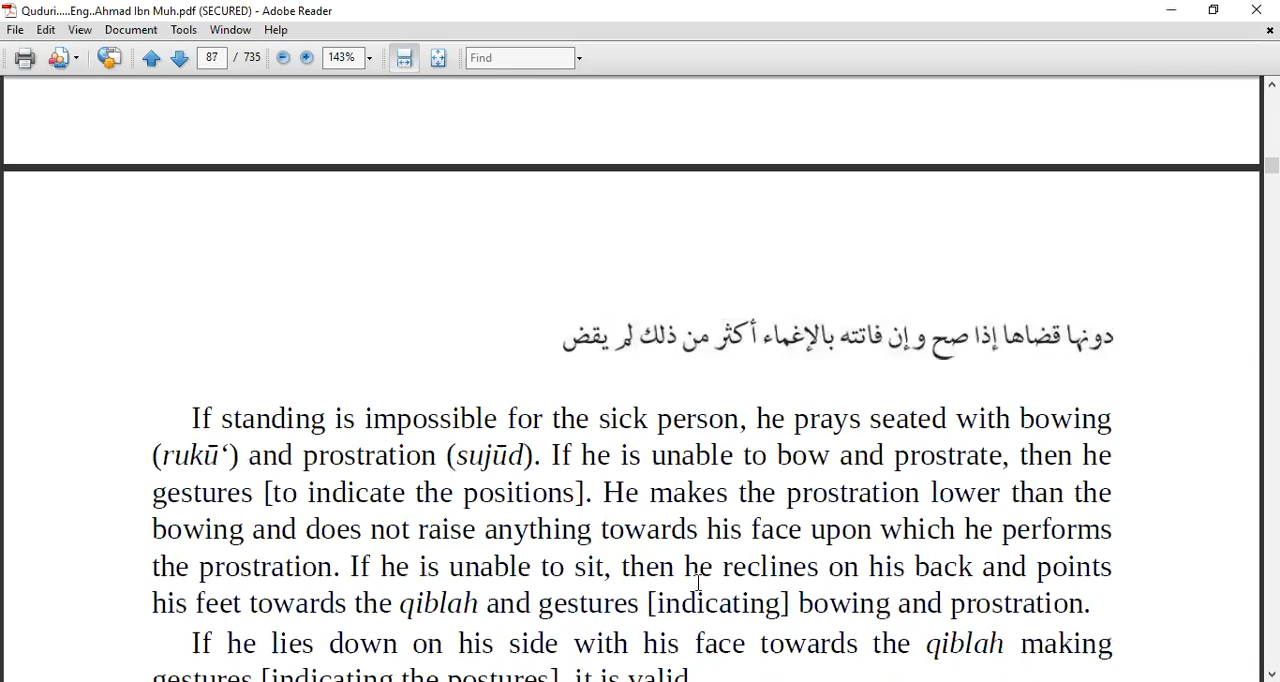 Quduri.....Eng..Ahmad Ibn Muh.pdf (SECURED) - Adobe Reader
File Edit View Document Tools Window Help
87 / 735 143% Find
دونها قضاها إذا صح و إن فاتته بالإغماء أكثر من ذلك لم يقض
If standing is impossible for the sick person, he prays seated with bowing
(rukūʻ) and prostration (sujūd). If he is unable to bow and prostrate, then he
gestures [to indicate the positions]. He makes the prostration lower than the
bowing and does not raise anything towards his face upon which he performs
the prostration. If he is unable to sit, then he reclines on his back and points
his feet towards the qiblah and gestures [indicating] bowing and prostration.
If he lies down on his side with his face towards the qiblah making
gestures [indicating the postures], it is valid.